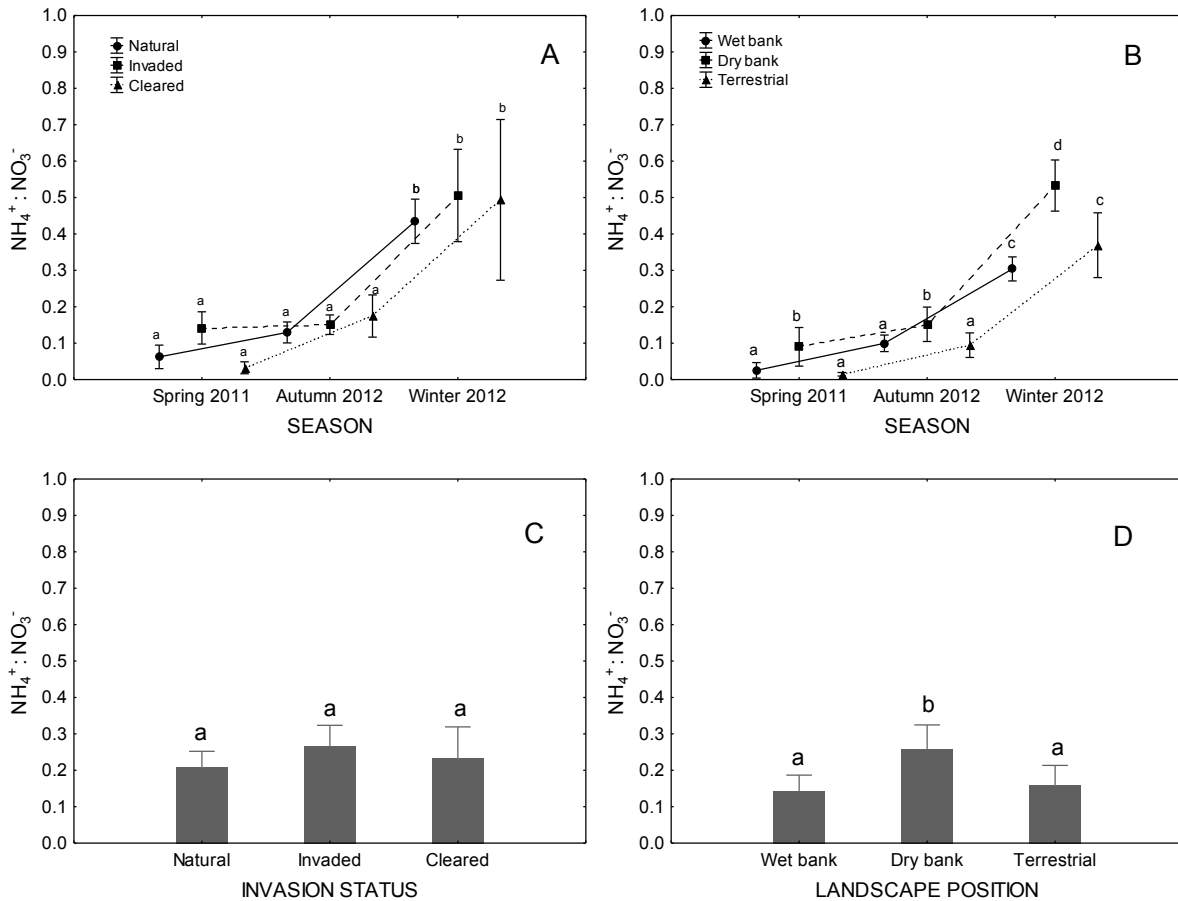 A
Natural
Invaded
Cleared
1.0
0.9
0.8
0.7
0.6
0.5
0.4
0.3
0.2
0.1
0.0
NH₄⁺: NO₃⁻
a
a
a
a
a
a
b
b
b
Spring 2011 Autumn 2012 Winter 2012
SEASON
B
Wet bank
Dry bank
Terrestrial
1.0
0.9
0.8
0.7
0.6
0.5
0.4
0.3
0.2
0.1
0.0
NH₄⁺: NO₃⁻
a
b
a
a
b
a
c
d
c
Spring 2011 Autumn 2012 Winter 2012
SEASON
C
1.0
0.9
0.8
0.7
0.6
0.5
0.4
0.3
0.2
0.1
0.0
NH₄⁺: NO₃⁻
a a a
Natural Invaded Cleared
INVASION STATUS
D
1.0
0.9
0.8
0.7
0.6
0.5
0.4
0.3
0.2
0.1
0.0
NH₄⁺: NO₃⁻
a b a
Wet bank Dry bank Terrestrial
LANDSCAPE POSITION